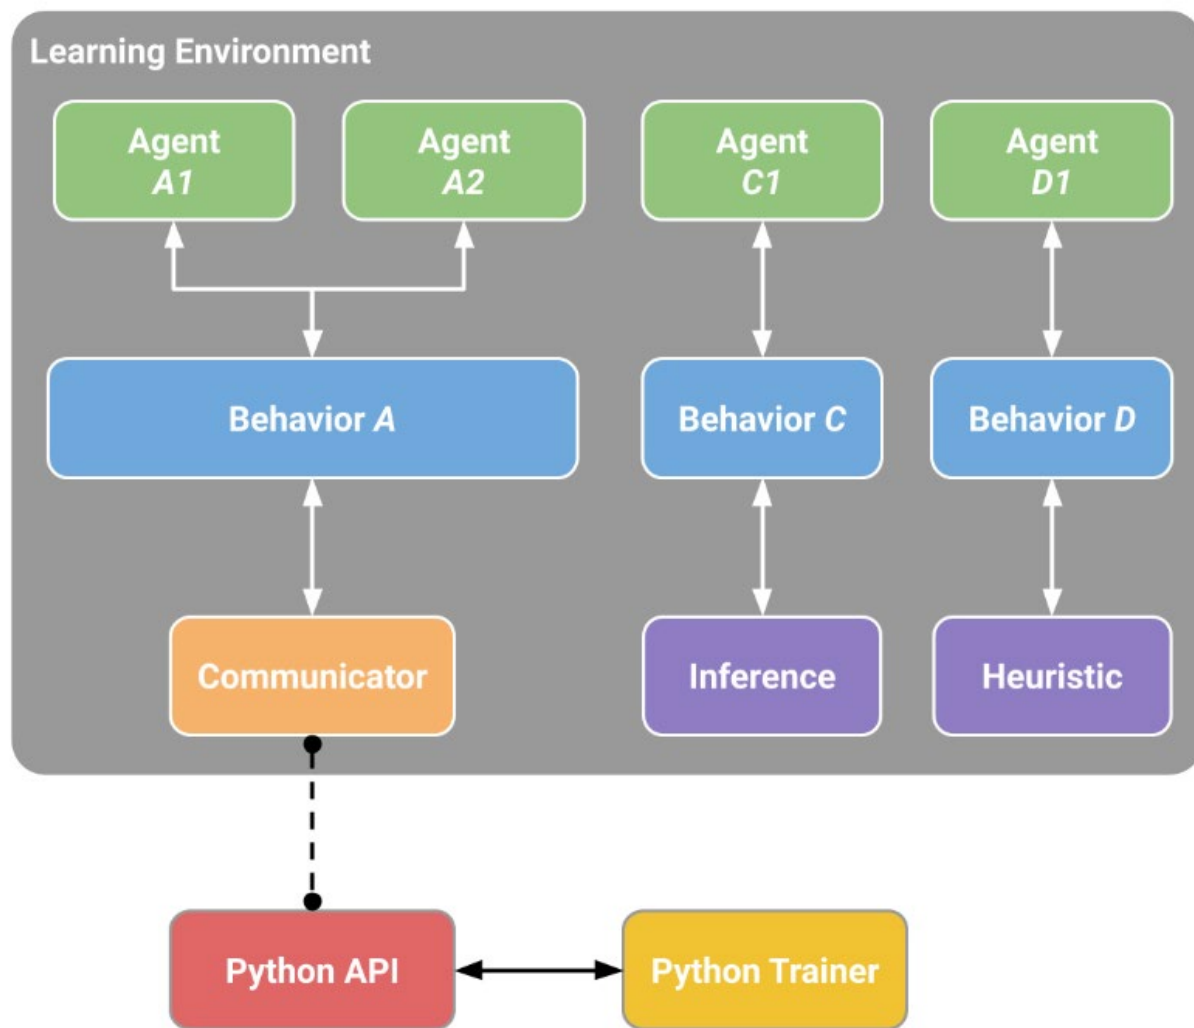 Learning Environment
Agent
A1
Agent
A2
Agent
C1
Agent
D1
Behavior A
Behavior C
Behavior D
Communicator
Inference
Heuristic
Python API
Python Trainer